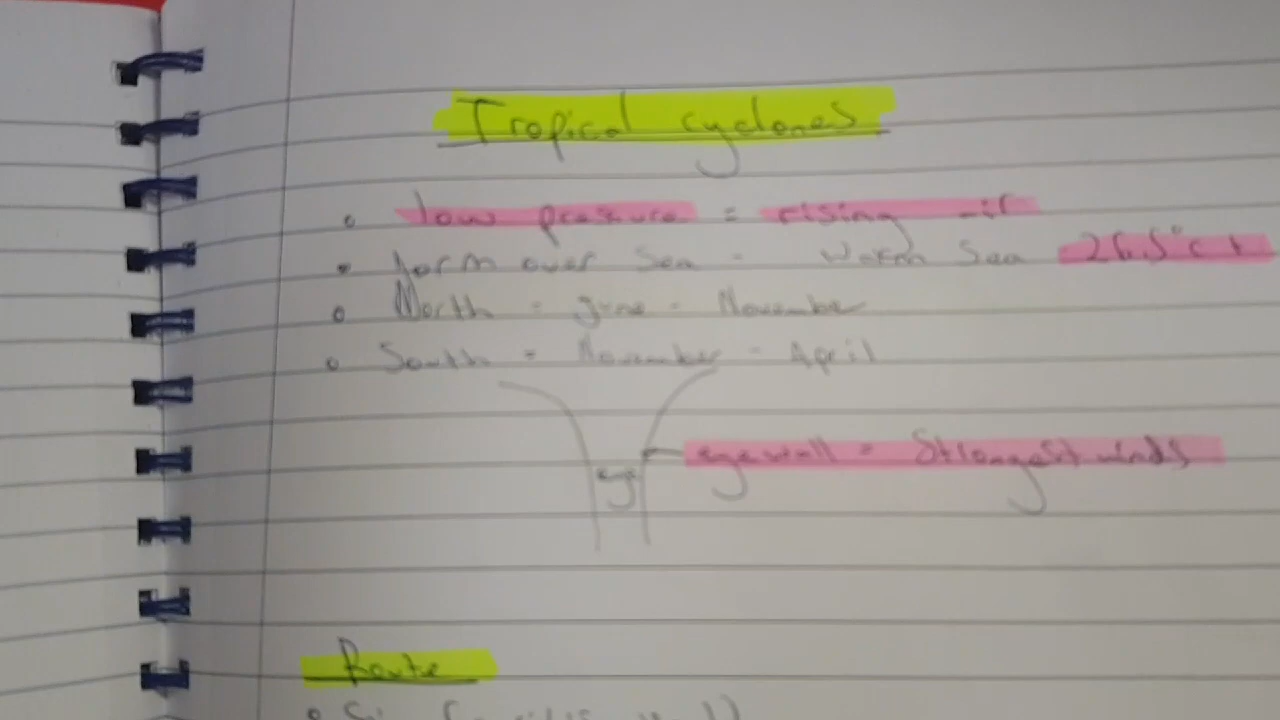 Tropical cyclones
• low pressure = rising air
• form over sea - warm sea 26.5°c +
• North - June - November
• South - November - April
eye
eyewall = strongest winds
Route